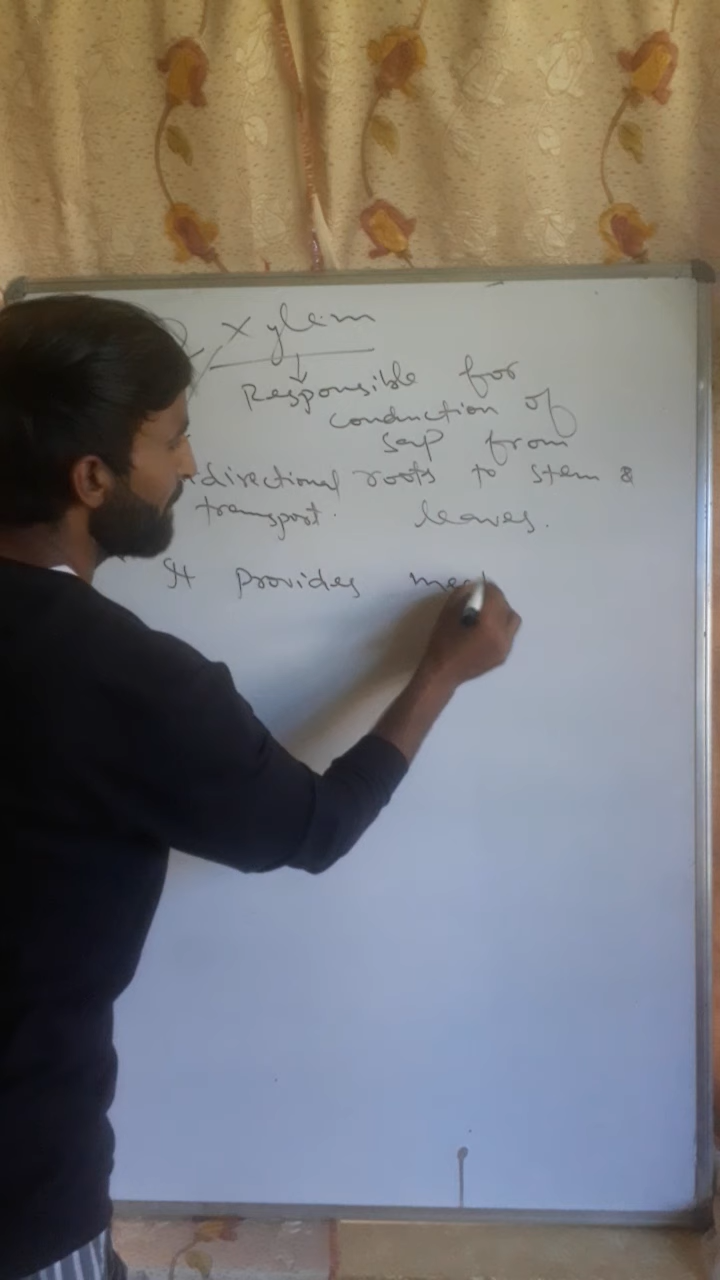 Xylem
Responsible for
conduction of
sap from
directional roots to stem &
transport. leaves.
It provides